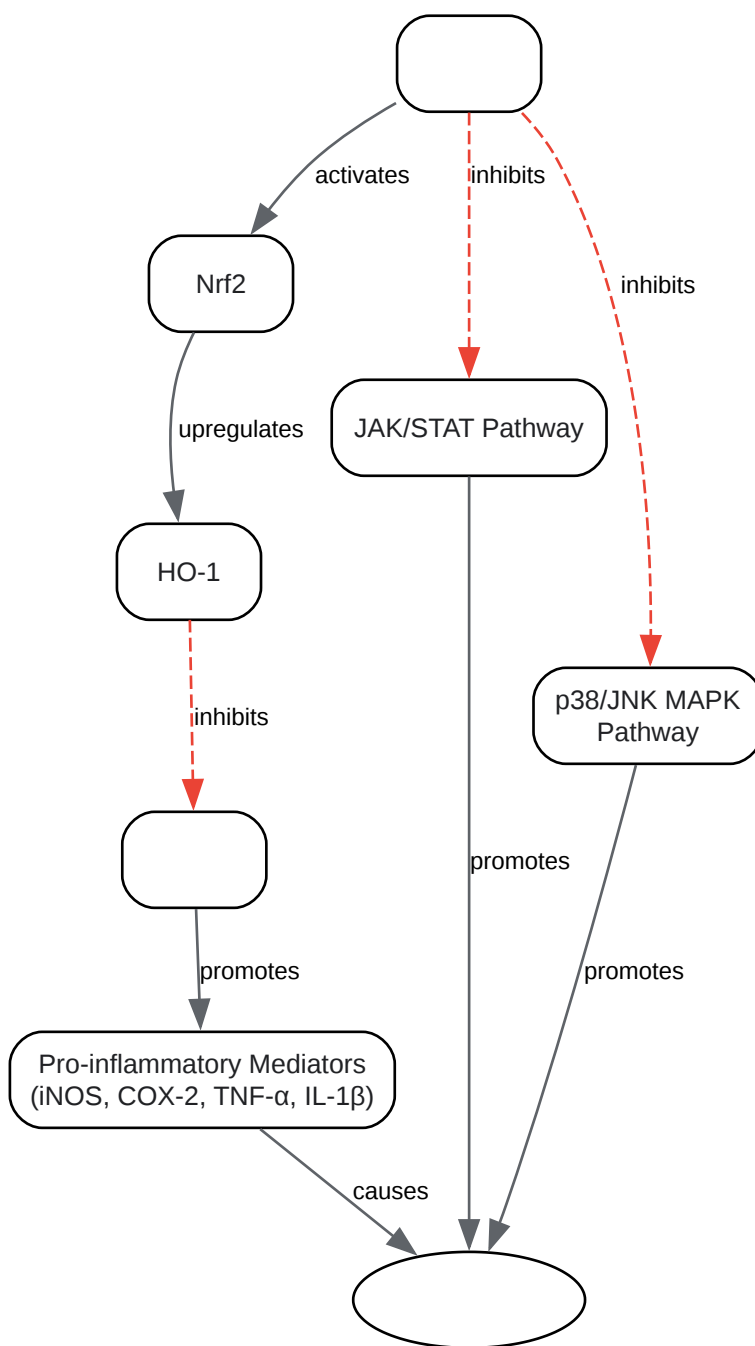 activates
inhibits
inhibits
Nrf2
upregulates
JAK/STAT Pathway
HO-1
inhibits
p38/JNK MAPK
Pathway
promotes
promotes
promotes
Pro-inflammatory Mediators
(iNOS, COX-2, TNF-α, IL-1β)
causes